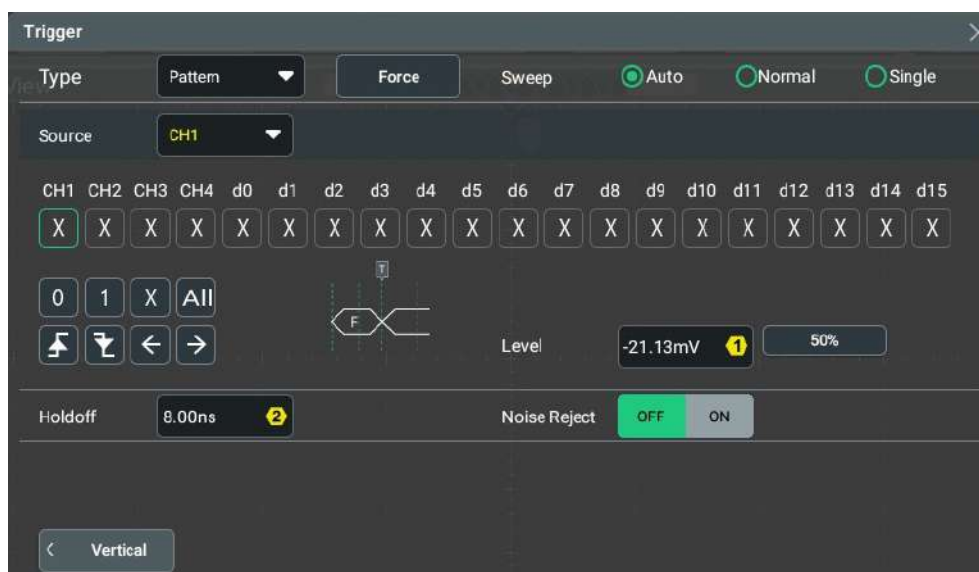 Trigger
Type Pattern Force Sweep Auto Normal Single
Source CH1
CH1 CH2 CH3 CH4 d0 d1 d2 d3 d4 d5 d6 d7 d8 d9 d10 d11 d12 d13 d14 d15
X X X X X X X X X X X X X X X X X X X X
T
0 1 X All
F
Level -21.13mV 1 50%
Holdoff 8.00ns 2 Noise Reject OFF ON
Vertical